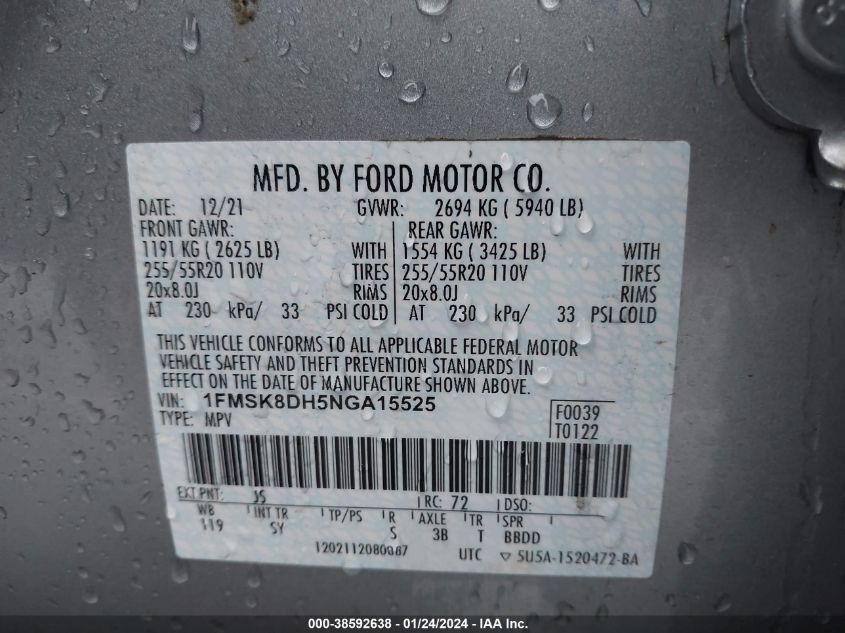 MFD. BY FORD MOTOR CO.
DATE: 12/21 GVWR: 2694 KG ( 5940 LB)
FRONT GAWR: REAR GAWR:
1191 KG ( 2625 LB) WITH 1554 KG ( 3425 LB) WITH
255/55R20 110V TIRES 255/55R20 110V TIRES
20x8.0J RIMS 20x8.0J RIMS
AT 230 kPa/ 33 PSI COLD AT 230 kPa/ 33 PSI COLD
THIS VEHICLE CONFORMS TO ALL APPLICABLE FEDERAL MOTOR
VEHICLE SAFETY AND THEFT PREVENTION STANDARDS IN
EFFECT ON THE DATE OF MANUFACTURE SHOWN ABOVE.
VIN: 1FMSK8DH5NGA15525 F0039
TYPE: MPV T0122
EXT PNT: JS RC: 72 DSO:
WB INT TR TP/PS R AXLE TR SPR
119 SY S 3B T BBDD
1202112080087 UTC ▽ 5U5A-1520472-BA
000-38592638 - 01/24/2024 - IAA Inc.